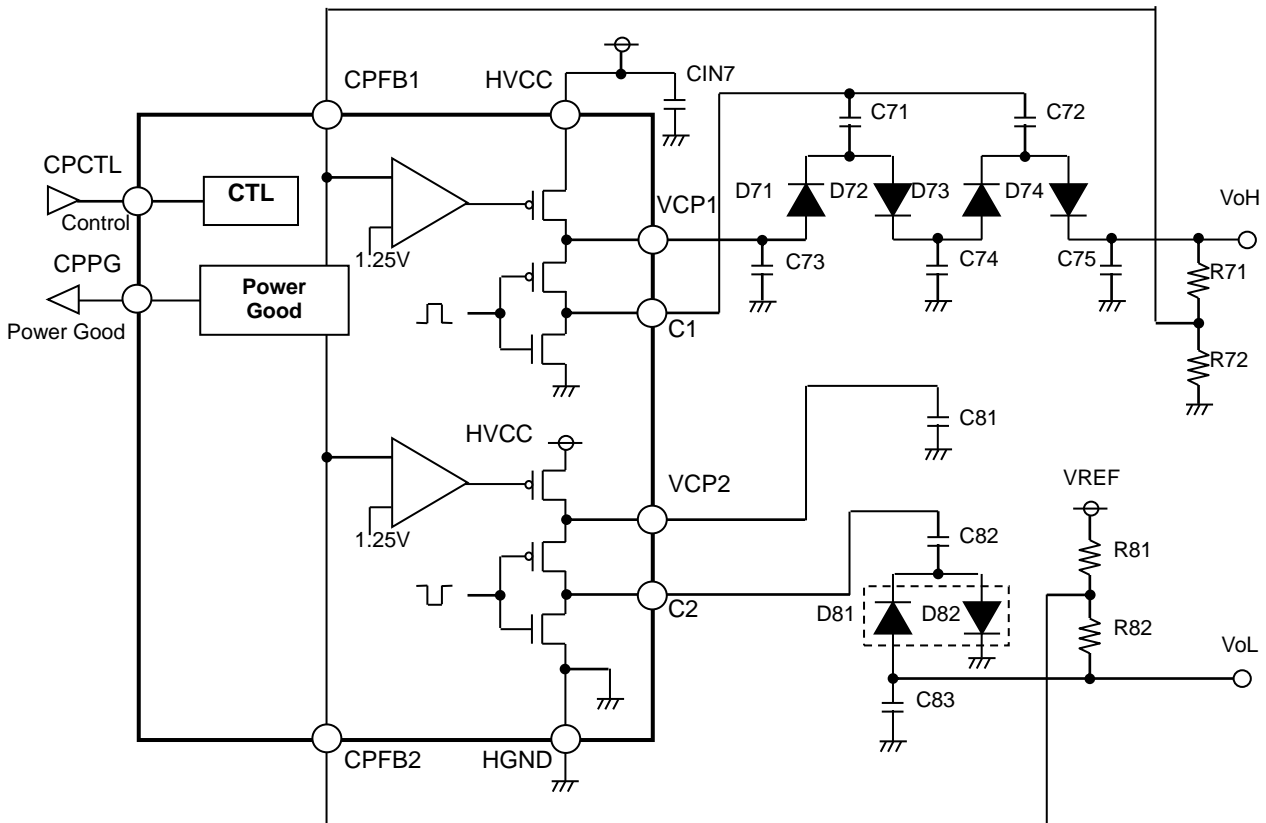 CPFB1
HVCC
CIN7
C71
C72
CPCTL
Control
CTL
VCP1
D71
D72
D73
D74
VoH
1.25V
C73
C74
C75
R71
CPPG
Power Good
Power
Good
C1
R72
HVCC
C81
VCP2
VREF
1.25V
C82
R81
C2
D81
D82
R82
VoL
C83
CPFB2
HGND